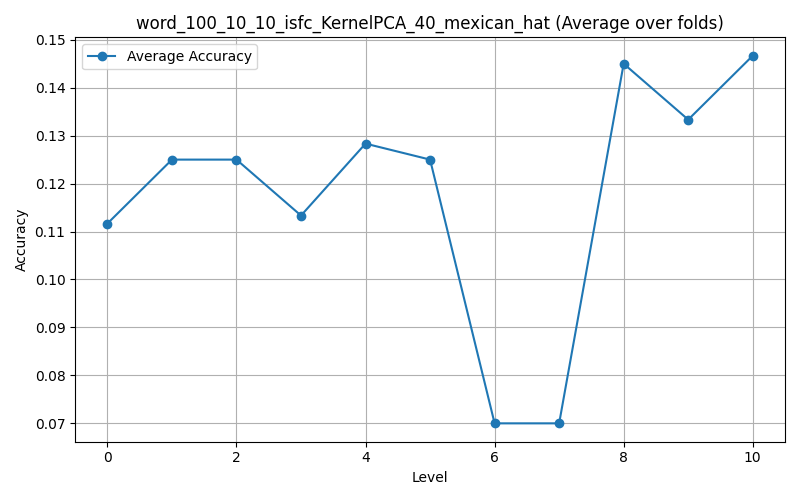 word_100_10_10_isfc_KernelPCA_40_mexican_hat (Average over folds)
Average Accuracy
0.15
0.14
0.13
0.12
0.11
0.10
0.09
0.08
0.07
Accuracy
0 2 4 6 8 10
Level